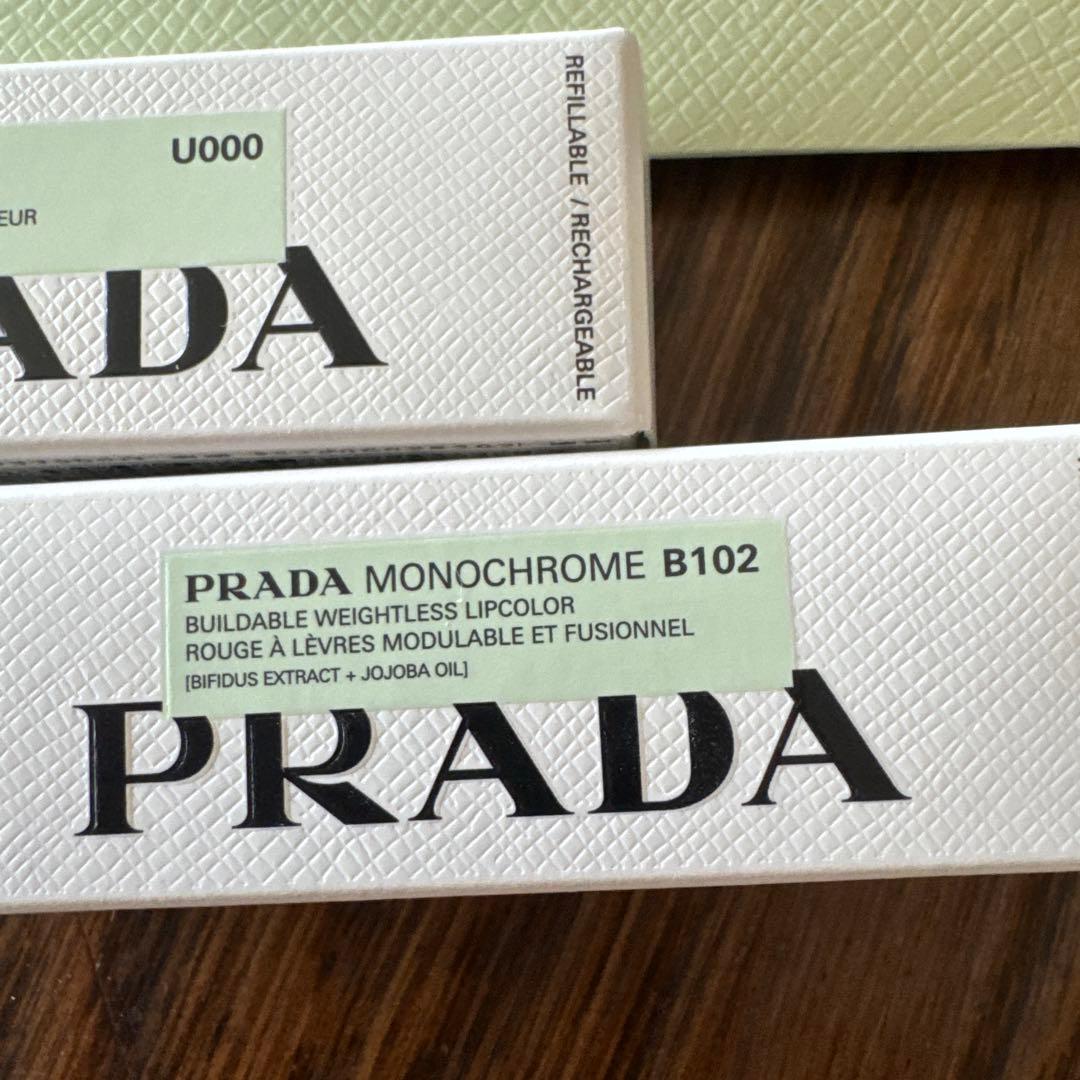 U000
EUR
ADA
REFILLABLE / RECHARGEABLE
PRADA MONOCHROME B102
BUILDABLE WEIGHTLESS LIPCOLOR
ROUGE À LÈVRES MODULABLE ET FUSIONNEL
[BIFIDUS EXTRACT + JOJOBA OIL]
PRADA